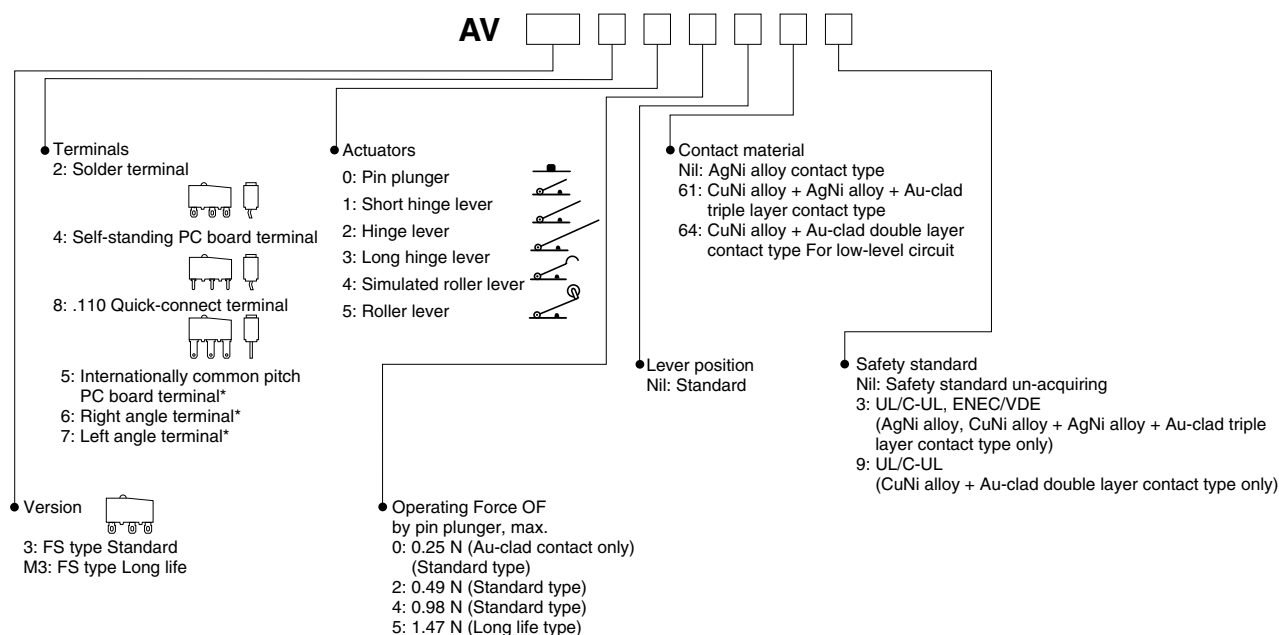 AV
Terminals
2: Solder terminal
4: Self-standing PC board terminal
8: .110 Quick-connect terminal
5: Internationally common pitch
PC board terminal*
6: Right angle terminal*
7: Left angle terminal*
Version
3: FS type Standard
M3: FS type Long life
Actuators
0: Pin plunger
1: Short hinge lever
2: Hinge lever
3: Long hinge lever
4: Simulated roller lever
5: Roller lever
Operating Force OF
by pin plunger, max.
0: 0.25 N (Au-clad contact only)
(Standard type)
2: 0.49 N (Standard type)
4: 0.98 N (Standard type)
5: 1.47 N (Long life type)
Lever position
Nil: Standard
Contact material
Nil: AgNi alloy contact type
61: CuNi alloy + AgNi alloy + Au-clad
triple layer contact type
64: CuNi alloy + Au-clad double layer
contact type For low-level circuit
Safety standard
Nil: Safety standard un-acquiring
3: UL/C-UL, ENEC/VDE
(AgNi alloy, CuNi alloy + AgNi alloy + Au-clad triple
layer contact type only)
9: UL/C-UL
(CuNi alloy + Au-clad double layer contact type only)